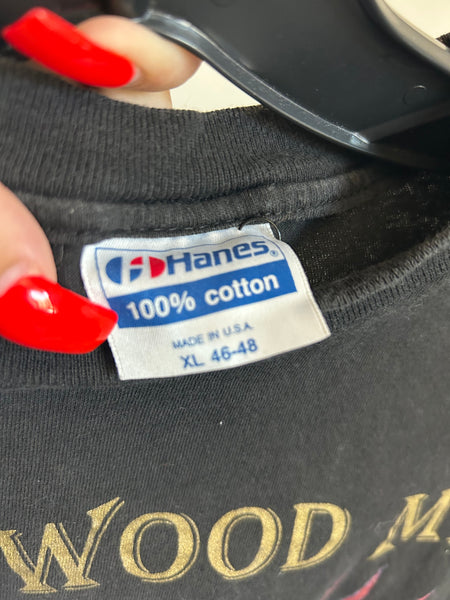 Hanes®
100% cotton
MADE IN U.S.A.
XL 46-48
WOOD M